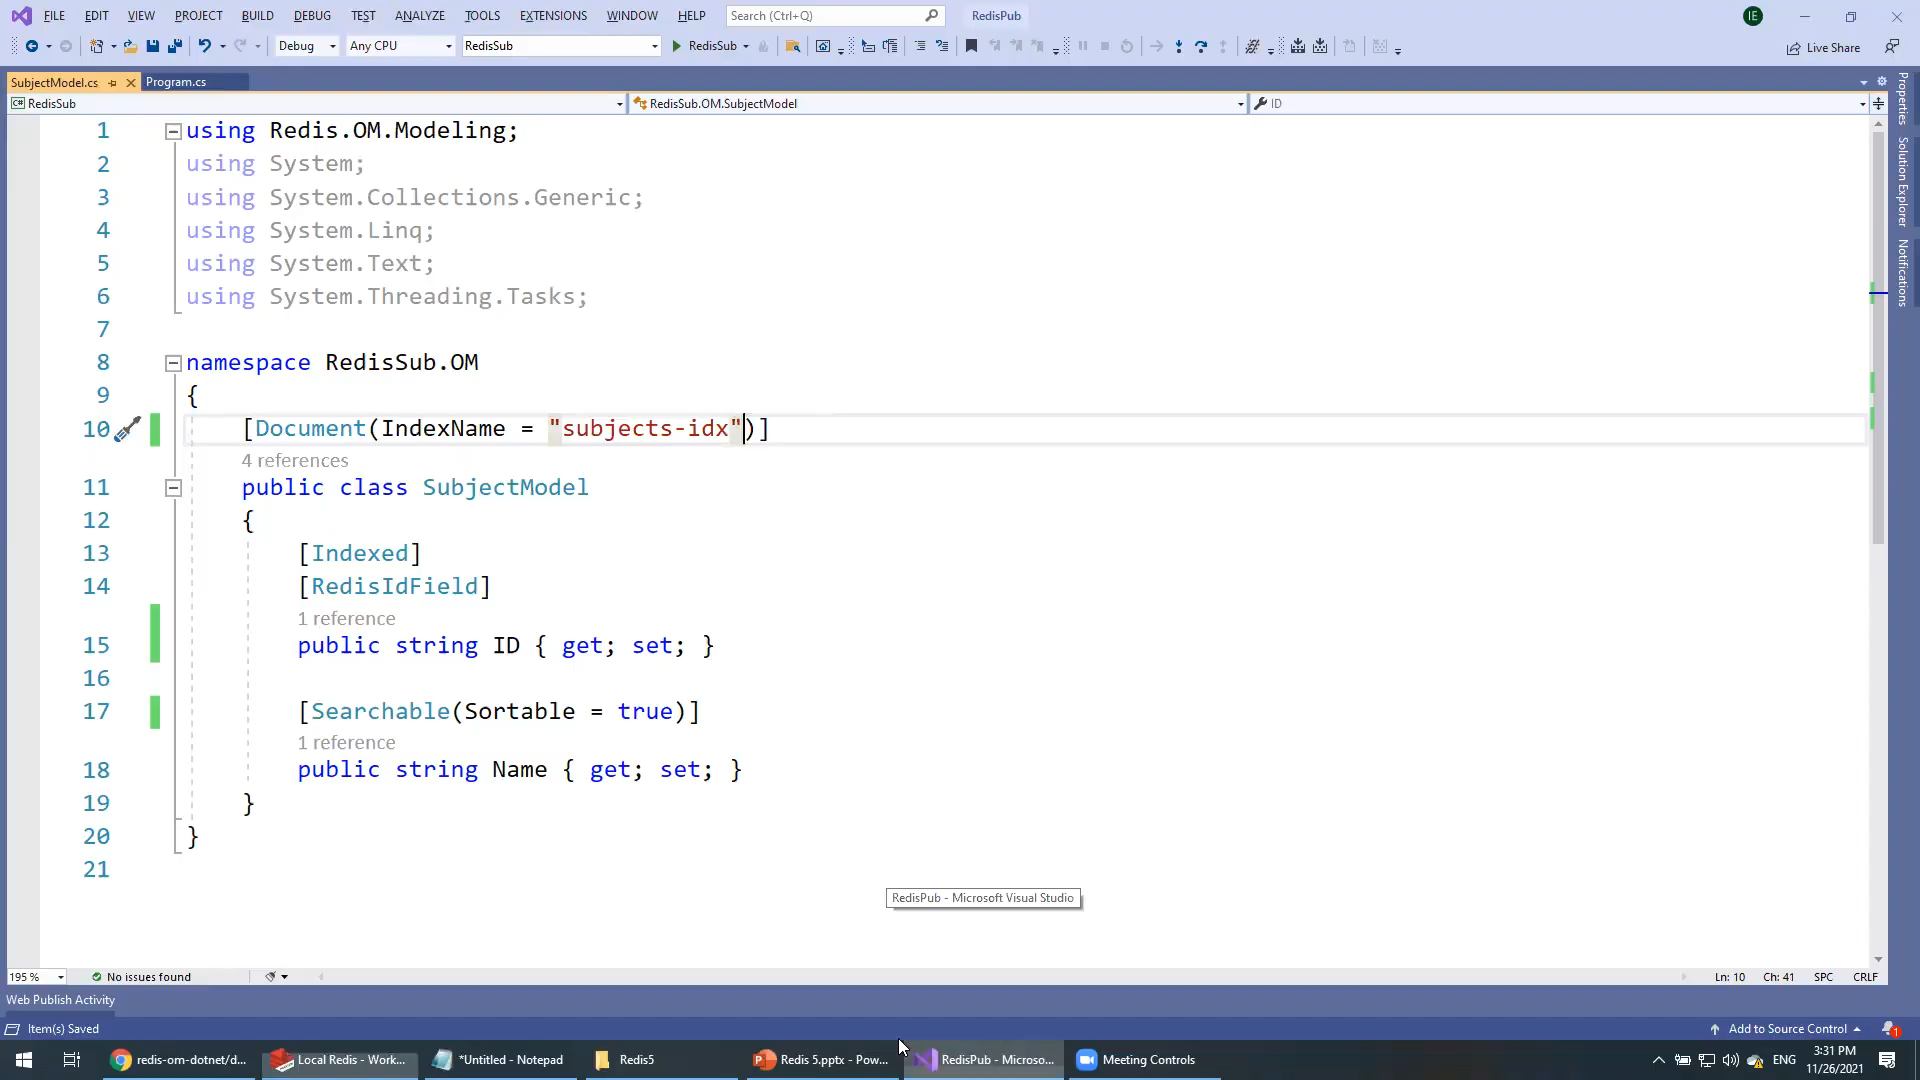 FILE EDIT VIEW PROJECT BUILD DEBUG TEST ANALYZE TOOLS EXTENSIONS WINDOW HELP Search (Ctrl+Q) RedisPub IE
Debug Any CPU RedisSub RedisSub Live Share
SubjectModel.cs Program.cs
C# RedisSub RedisSub.OM.SubjectModel ID
1 using Redis.OM.Modeling;
2 using System;
3 using System.Collections.Generic;
4 using System.Linq;
5 using System.Text;
6 using System.Threading.Tasks;
7
8 namespace RedisSub.OM
9 {
10 [Document(IndexName = "subjects-idx")]
4 references
11 public class SubjectModel
12 {
13 [Indexed]
14 [RedisIdField]
1 reference
15 public string ID { get; set; }
16
17 [Searchable(Sortable = true)]
1 reference
18 public string Name { get; set; }
19 }
20 }
21
RedisPub - Microsoft Visual Studio
Properties
Solution Explorer
Notifications
195 % No issues found Ln: 10 Ch: 41 SPC CRLF
Web Publish Activity
Item(s) Saved Add to Source Control 1
redis-om-dotnet/d... Local Redis - Work... *Untitled - Notepad Redis5 Redis 5.pptx - Pow... RedisPub - Microso... Meeting Controls ENG 3:31 PM
11/26/2021